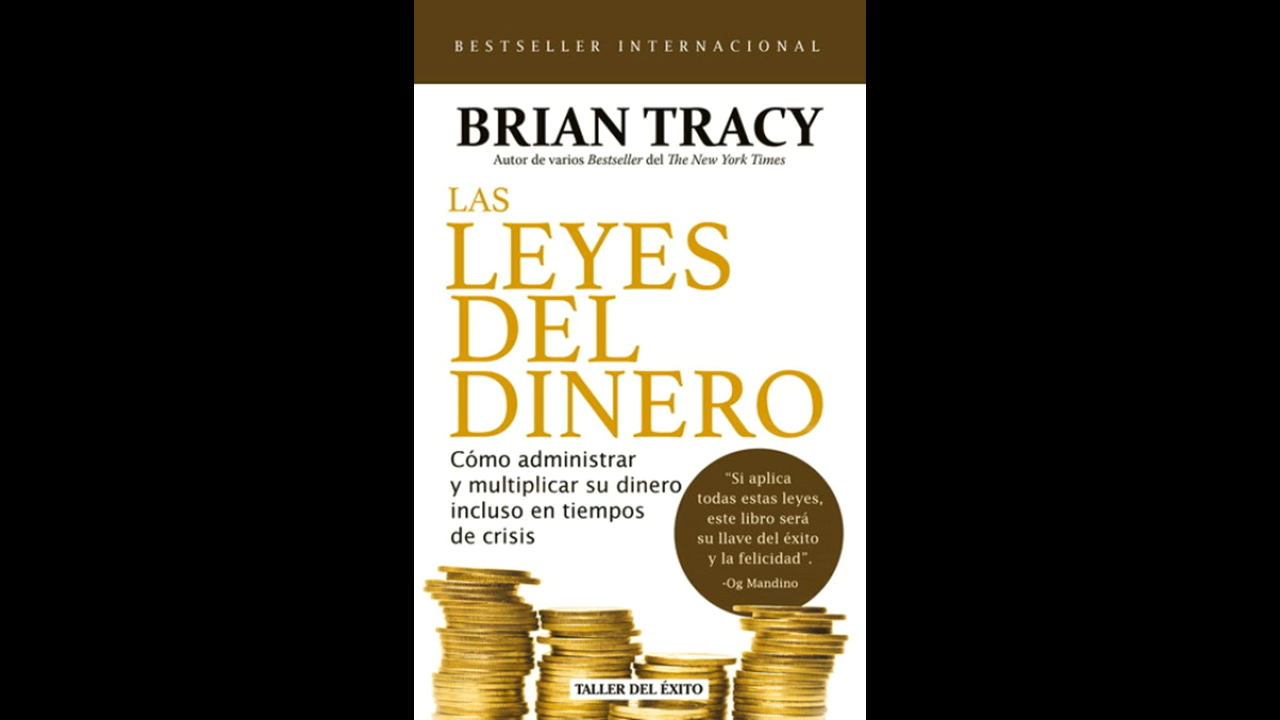 BESTSELLER INTERNACIONAL
BRIAN TRACY
Autor de varios Bestseller del The New York Times
LAS
LEYES
DEL
DINERO
Cómo administrar
y multiplicar su dinero
incluso en tiempos
de crisis
“Si aplica
todas estas leyes,
este libro será
su llave del éxito
y la felicidad”.
-Og Mandino
TALLER DEL ÉXITO